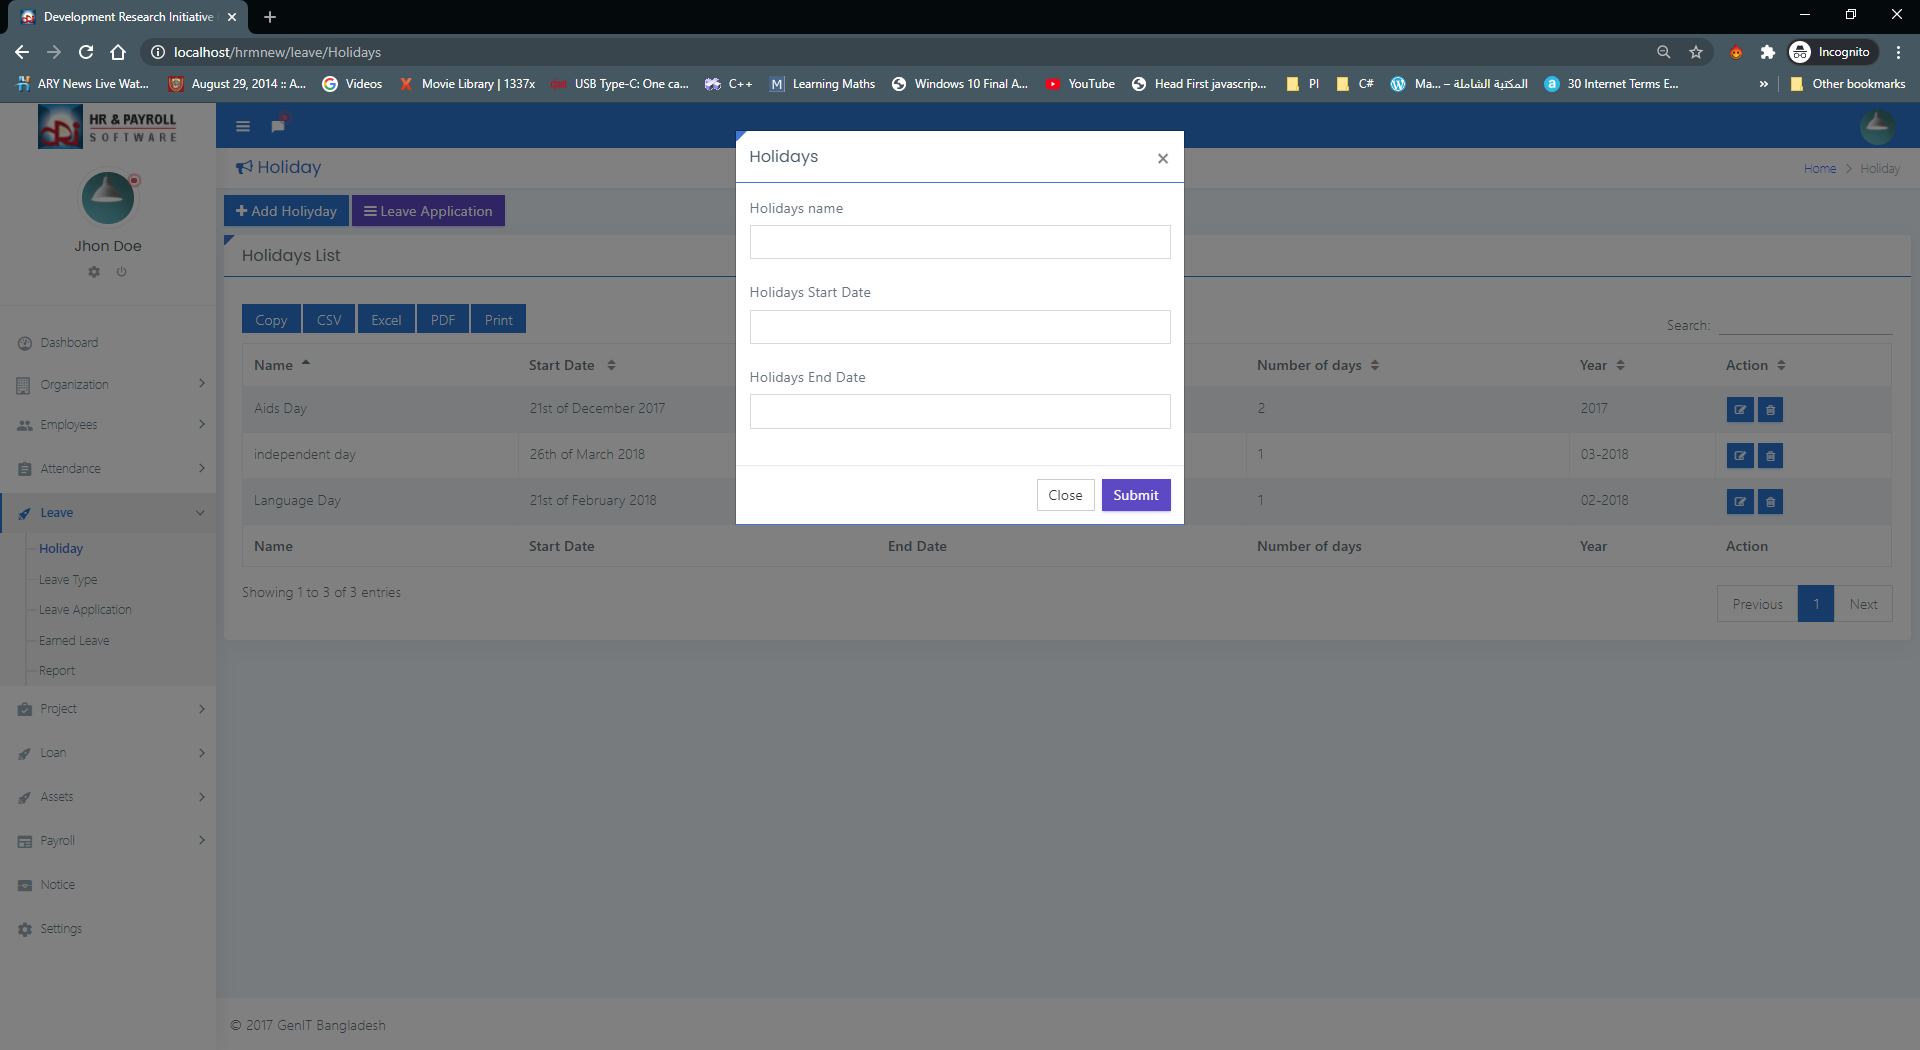 Development Research Initiative
localhost/hrmnew/leave/Holidays
Incognito
ARY News Live Wat...
August 29, 2014 :: A...
Videos
Movie Library | 1337x
USB Type-C: One ca...
C++
Learning Maths
Windows 10 Final A...
YouTube
Head First javascrip...
PI
C#
Ma... – المكتبة الشاملة
30 Internet Terms E...
»
Other bookmarks
HR & PAYROLL
SOFTWARE
Jhon Doe
Dashboard
Organization
Employees
Attendance
Leave
Holiday
Leave Type
Leave Application
Earned Leave
Report
Project
Loan
Assets
Payroll
Notice
Settings
Holiday
Home > Holiday
Add Holiyday
Leave Application
Holidays List
Copy CSV Excel PDF Print
Search:
Name Start Date Number of days Year Action
Aids Day 21st of December 2017 2 2017
independent day 26th of March 2018 1 03-2018
Language Day 21st of February 2018 1 02-2018
Name Start Date End Date Number of days Year Action
Showing 1 to 3 of 3 entries
Previous 1 Next
Holidays
×
Holidays name
Holidays Start Date
Holidays End Date
Close Submit
© 2017 GenIT Bangladesh